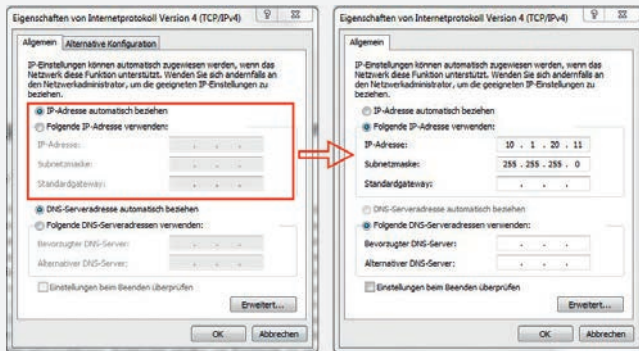 Eigenschaften von Internetprotokoll Version 4 (TCP/IPv4)
Allgemein
Alternative Konfiguration
IP-Einstellungen können automatisch zugewiesen werden, wenn das
Netzwerk diese Funktion unterstützt. Wenden Sie sich andernfalls an
den Netzwerkadministrator, um die geeigneten IP-Einstellungen zu
beziehen.
IP-Adresse automatisch beziehen
Folgende IP-Adresse verwenden:
IP-Adresse:
Subnetzmaske:
Standardgateway:
DNS-Serveradresse automatisch beziehen
Folgende DNS-Serveradressen verwenden:
Bevorzugter DNS-Server:
Alternativer DNS-Server:
Einstellungen beim Beenden überprüfen
Erweitert...
OK
Abbrechen
Eigenschaften von Internetprotokoll Version 4 (TCP/IPv4)
Allgemein
IP-Einstellungen können automatisch zugewiesen werden, wenn das
Netzwerk diese Funktion unterstützt. Wenden Sie sich andernfalls an
den Netzwerkadministrator, um die geeigneten IP-Einstellungen zu
beziehen.
IP-Adresse automatisch beziehen
Folgende IP-Adresse verwenden:
IP-Adresse: 10 . 1 . 20 . 11
Subnetzmaske: 255 . 255 . 255 . 0
Standardgateway:
DNS-Serveradresse automatisch beziehen
Folgende DNS-Serveradressen verwenden:
Bevorzugter DNS-Server:
Alternativer DNS-Server:
Einstellungen beim Beenden überprüfen
Erweitert...
OK
Abbrechen